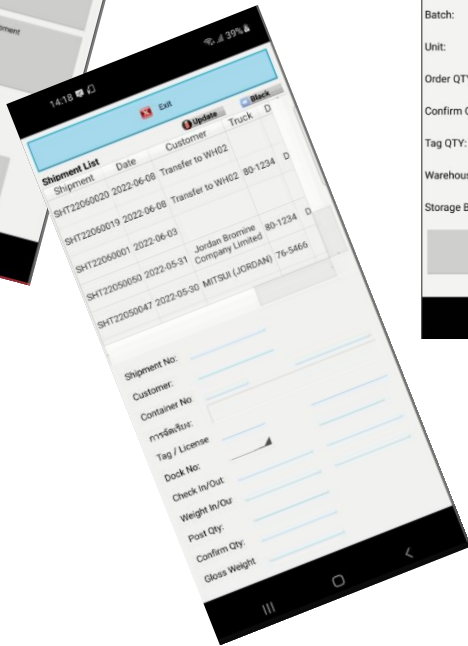 14.18 39%
Exit
Update Black
Shipment List
Shipment Date Customer Truck D
SHT22060020 2022-06-08 Transfer to WH02
SHT22060019 2022-06-08 Transfer to WH02 80-1234 D
SHT22060001 2022-06-03
SHT22050050 2022-05-31 Jordan Bromine Company Limited 80-1234 D
SHT22050047 2022-05-30 MITSUI (JORDAN) 76-5466
Shipment No:
Customer:
Container No
การจัดเรียง:
Tag / License
Dock No:
Check In/Out
Weight In/Ou
Post Qty:
Confirm Qty:
Gloss Weight
Batch:
Unit:
Order QTY
Confirm Q
Tag QTY:
Warehous
Storage B